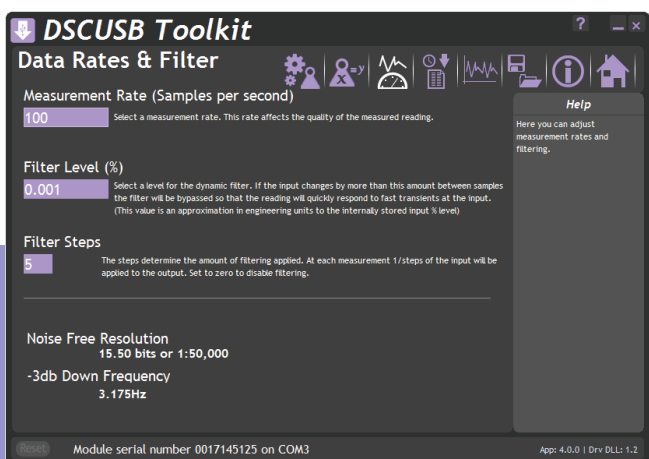 DSCUSB Toolkit
? _ ×
Data Rates & Filter
Measurement Rate (Samples per second)
100
Select a measurement rate. This rate affects the quality of the measured reading.
Filter Level (%)
0.001
Select a level for the dynamic filter. If the input changes by more than this amount between samples
the filter will be bypassed so that the reading will quickly respond to fast transients at the input.
(This value is an approximation in engineering units to the internally stored input % level)
Filter Steps
5
The steps determine the amount of filtering applied. At each measurement 1/steps of the input will be
applied to the output. Set to zero to disable filtering.
Noise Free Resolution
15.50 bits or 1:50,000
-3db Down Frequency
3.175Hz
Help
Here you can adjust
measurement rates and
filtering.
Reset
Module serial number 0017145125 on COM3
App: 4.0.0 | Drv DLL: 1.2